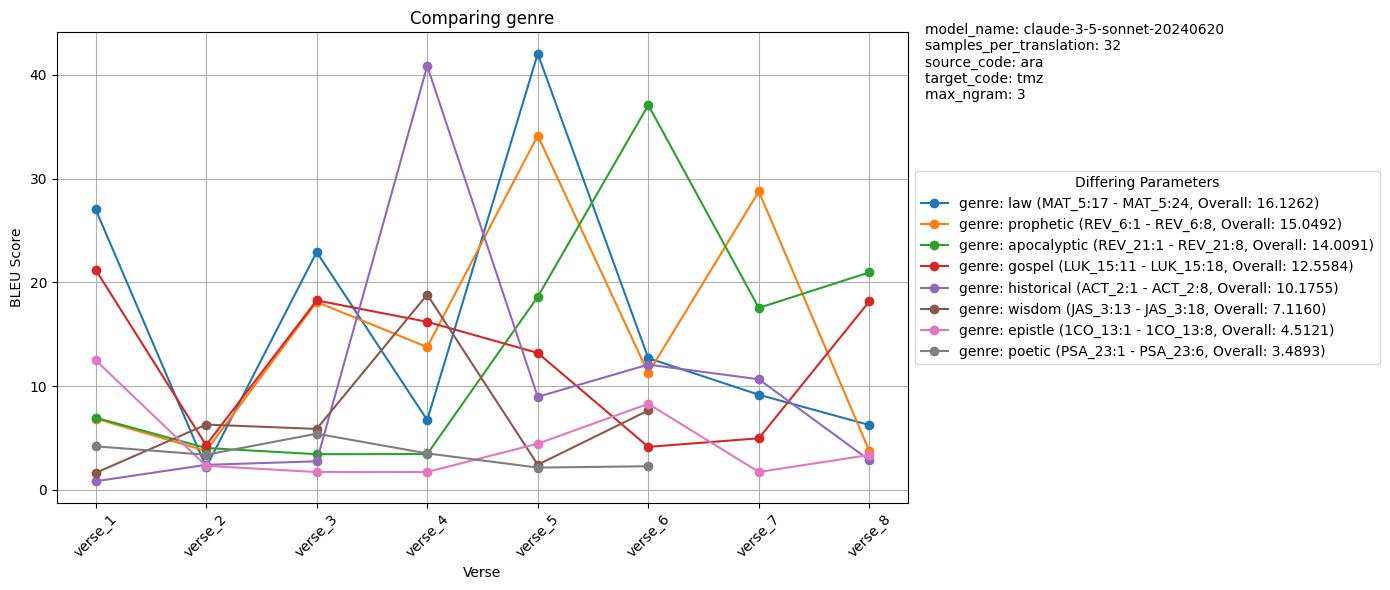 Comparing genre
model_name: claude-3-5-sonnet-20240620
samples_per_translation: 32
source_code: ara
target_code: tmz
max_ngram: 3
BLEU Score
40
30
20
10
0
verse_1
verse_2
verse_3
verse_4
verse_5
verse_6
verse_7
verse_8
Verse
Differing Parameters
genre: law (MAT_5:17 - MAT_5:24, Overall: 16.1262)
genre: prophetic (REV_6:1 - REV_6:8, Overall: 15.0492)
genre: apocalyptic (REV_21:1 - REV_21:8, Overall: 14.0091)
genre: gospel (LUK_15:11 - LUK_15:18, Overall: 12.5584)
genre: historical (ACT_2:1 - ACT_2:8, Overall: 10.1755)
genre: wisdom (JAS_3:13 - JAS_3:18, Overall: 7.1160)
genre: epistle (1CO_13:1 - 1CO_13:8, Overall: 4.5121)
genre: poetic (PSA_23:1 - PSA_23:6, Overall: 3.4893)